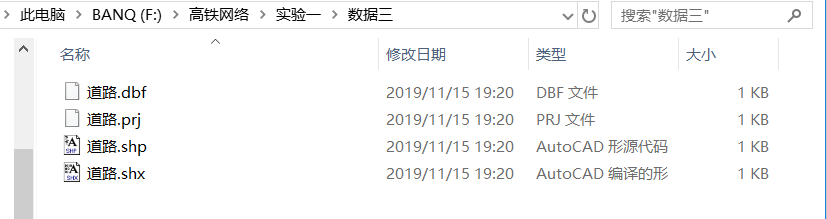 此电脑 › BANQ (F:) › 高铁网络 › 实验一 › 数据三 搜索"数据三"
名称 修改日期 类型 大小
道路.dbf 2019/11/15 19:20 DBF 文件 1 KB
道路.prj 2019/11/15 19:20 PRJ 文件 1 KB
道路.shp 2019/11/15 19:20 AutoCAD 形源代码 1 KB
道路.shx 2019/11/15 19:20 AutoCAD 编译的形 1 KB